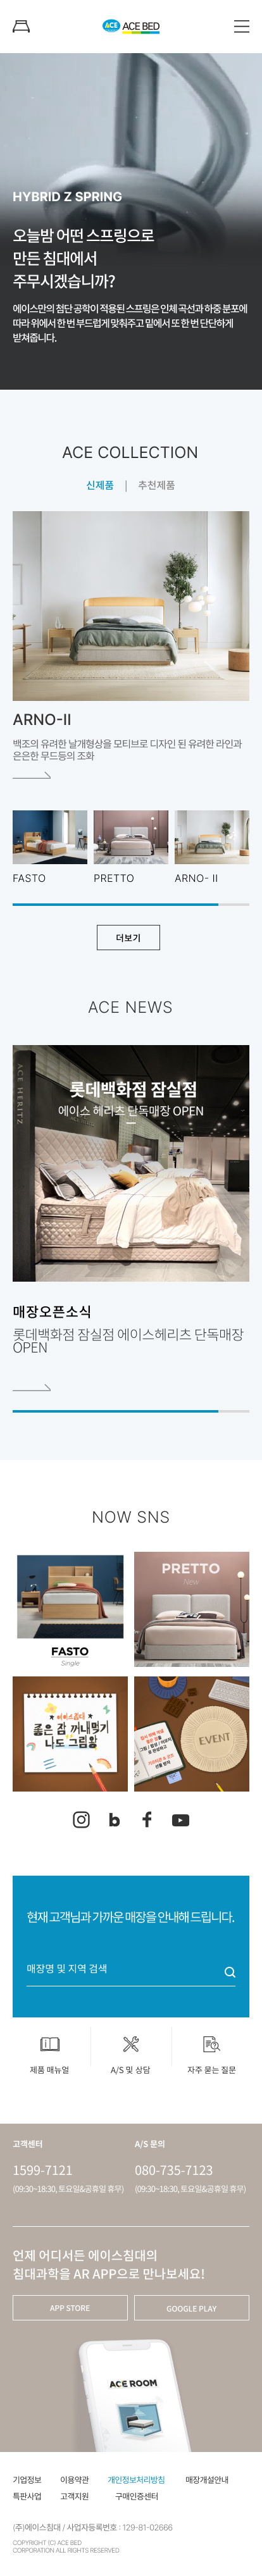 ACE ACE BED
HYBRID Z SPRING
오늘밤 어떤 스프링으로
만든 침대에서
주무시겠습니까?
에이스만의 첨단 공학이 적용된 스프링은 인체 곡선과 하중 분포에
따라 위에서 한 번 부드럽게 맞춰주고 밑에서 또 한 번 단단하게
받쳐줍니다.
ACE COLLECTION
신제품 | 추천제품
ARNO-II
백조의 유려한 날개형상을 모티브로 디자인 된 유려한 라인과
은은한 무드등의 조화
FASTO PRETTO ARNO- II
더보기
ACE NEWS
ACE HERITZ
롯데백화점 잠실점
에이스 헤리츠 단독매장 OPEN
매장오픈소식
롯데백화점 잠실점 에이스헤리츠 단독매장
OPEN
NOW SNS
FASTO
Single
PRETTO
New
EVENT
현재 고객님과 가까운 매장을 안내해 드립니다.
매장명 및 지역 검색
제품 매뉴얼 A/S 및 상담 자주 묻는 질문
고객센터 A/S 문의
1599-7121 080-735-7123
(09:30~18:30, 토요일&공휴일 휴무) (09:30~18:30, 토요일&공휴일 휴무)
언제 어디서든 에이스침대의
침대과학을 AR APP으로 만나보세요!
APP STORE GOOGLE PLAY
ACE ROOM
기업정보 이용약관 개인정보처리방침 매장개설안내
특판사업 고객지원 구매인증센터
(주)에이스침대 / 사업자등록번호 : 129-81-02666
COPYRIGHT (C) ACE BED
CORPORATION ALL RIGHTS RESERVED